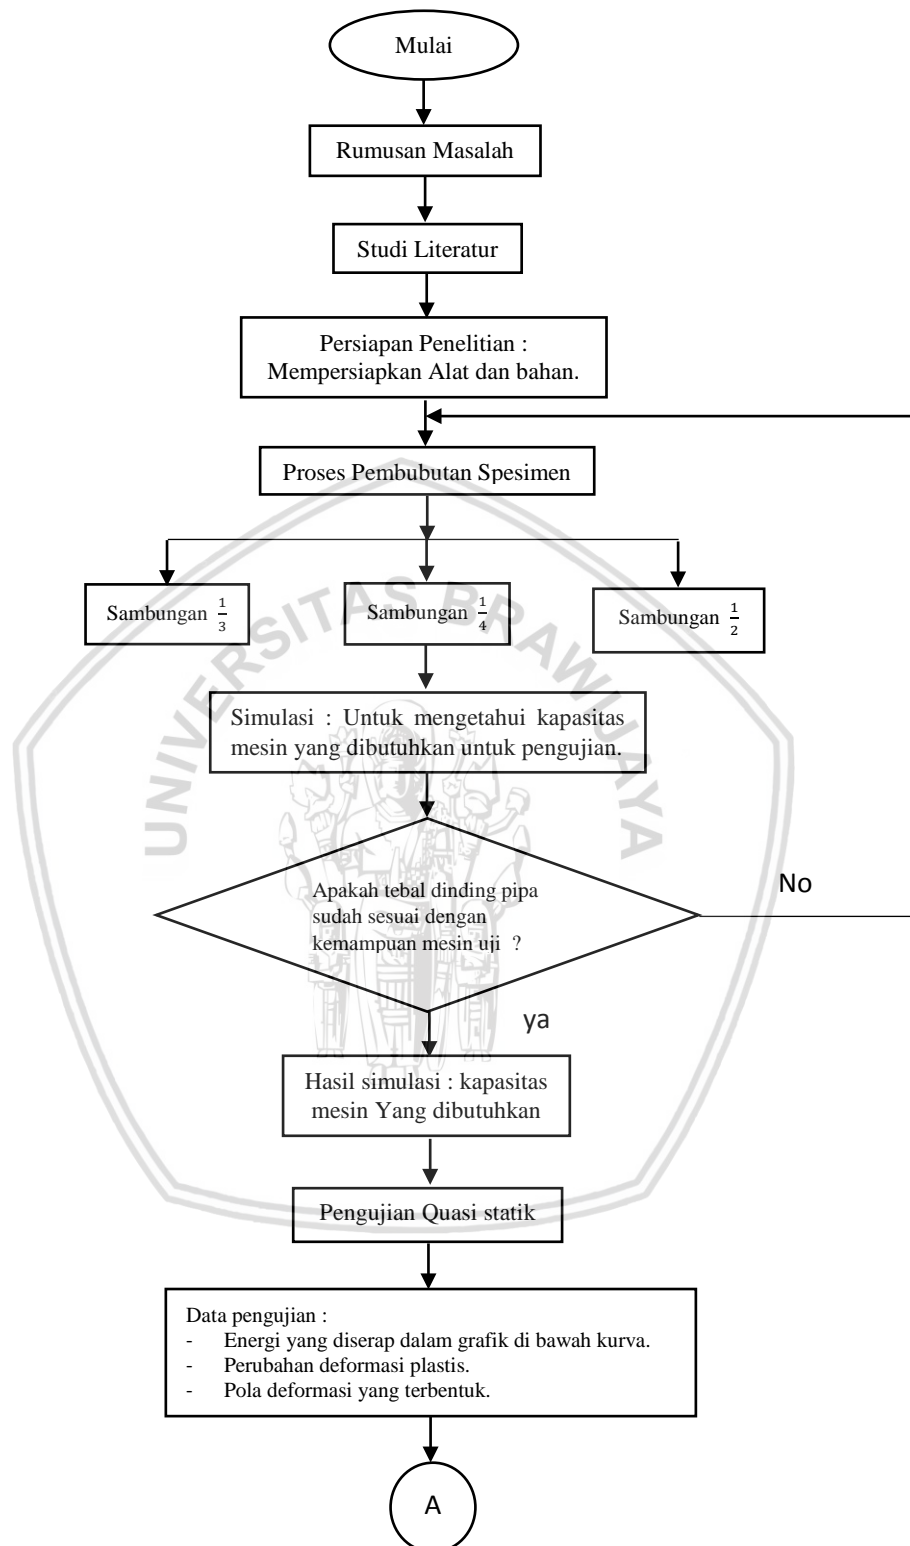 Mulai
Rumusan Masalah
Studi Literatur
Persiapan Penelitian :
Mempersiapkan Alat dan bahan.
Proses Pembubutan Spesimen
Sambungan 1/3
Sambungan 1/4
Sambungan 1/2
Simulasi : Untuk mengetahui kapasitas
mesin yang dibutuhkan untuk pengujian.
Apakah tebal dinding pipa
sudah sesuai dengan
kemampuan mesin uji ?
No
ya
Hasil simulasi : kapasitas
mesin Yang dibutuhkan
Pengujian Quasi statik
Data pengujian :
- Energi yang diserap dalam grafik di bawah kurva.
- Perubahan deformasi plastis.
- Pola deformasi yang terbentuk.
A
UNIVERSITAS BRAWIJAYA